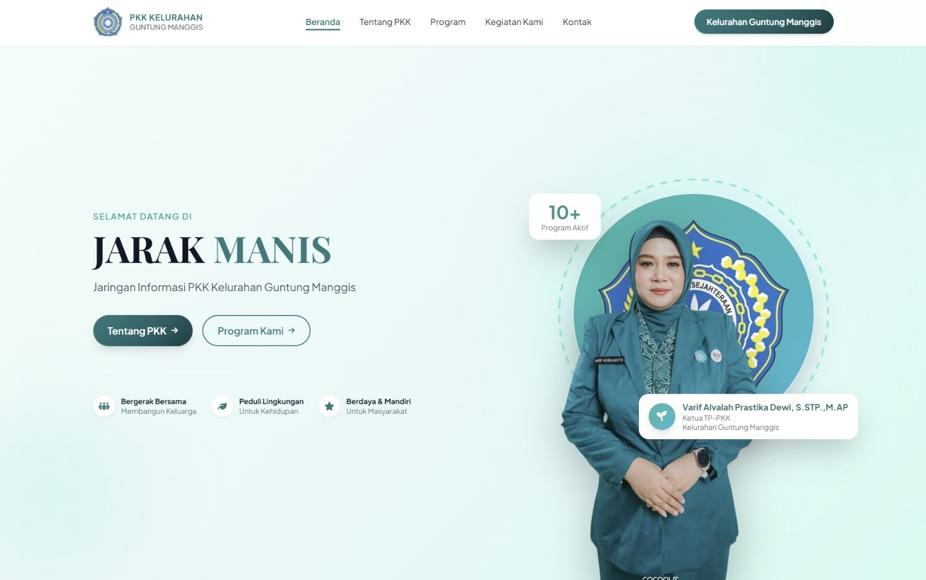 PKK KELURAHAN
GUNTUNG MANGGIS
Beranda
Tentang PKK
Program
Kegiatan Kami
Kontak
Kelurahan Guntung Manggis
SELAMAT DATANG DI
JARAK MANIS
Jaringan Informasi PKK Kelurahan Guntung Manggis
Tentang PKK →
Program Kami →
Bergerak Bersama
Membangun Keluarga
Peduli Lingkungan
Untuk Kehidupan
Berdaya & Mandiri
Untuk Masyarakat
10+
Program Aktif
SEJAHTERAAN
Varif Alvalah Prastika Dewi, S.STP.,M.AP
Ketua TP-PKK
Kelurahan Guntung Manggis